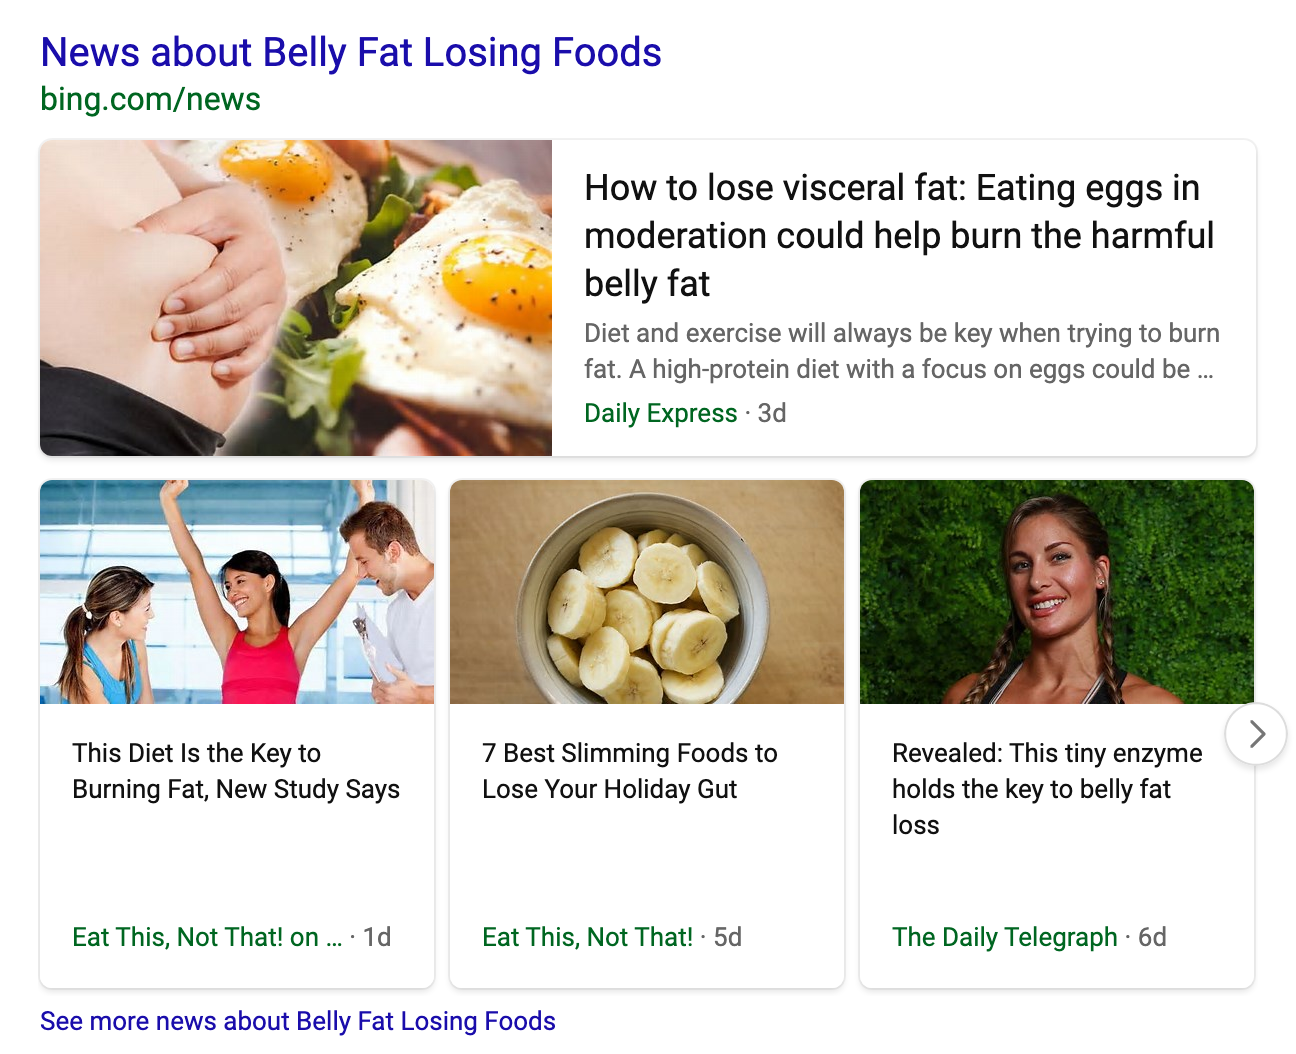 News about Belly Fat Losing Foods
bing.com/news
How to lose visceral fat: Eating eggs in
moderation could help burn the harmful
belly fat
Diet and exercise will always be key when trying to burn
fat. A high-protein diet with a focus on eggs could be ...
Daily Express · 3d
This Diet Is the Key to
Burning Fat, New Study Says
Eat This, Not That! on ... · 1d
7 Best Slimming Foods to
Lose Your Holiday Gut
Eat This, Not That! · 5d
Revealed: This tiny enzyme
holds the key to belly fat
loss
The Daily Telegraph · 6d
See more news about Belly Fat Losing Foods